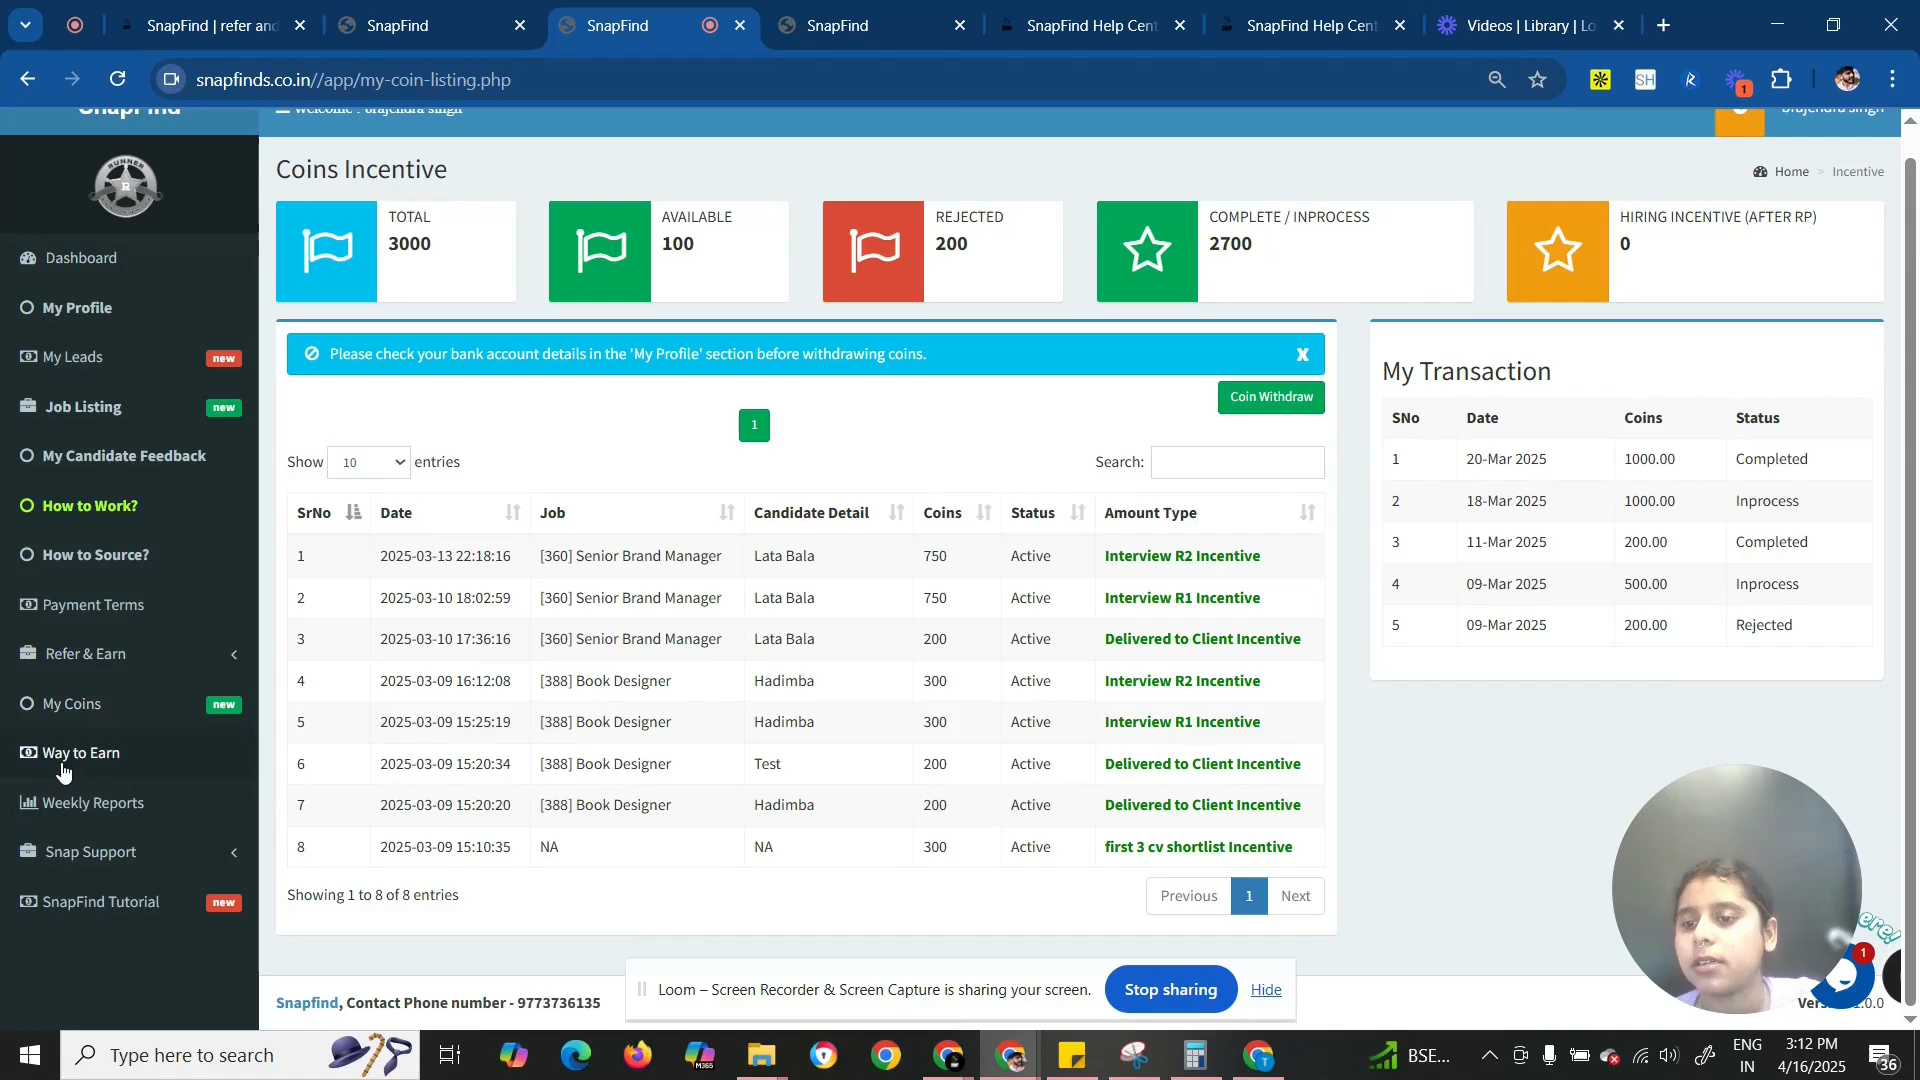 SnapFind | refer and
SnapFind
SnapFind
SnapFind
SnapFind Help Cent
SnapFind Help Cent
Videos | Library | Lo
snapfinds.co.in//app/my-coin-listing.php
SH
1
SnapFind
Welcome : brajendra singh
brajendra singh
RUNNER
R
Dashboard
My Profile
My Leads new
Job Listing new
My Candidate Feedback
How to Work?
How to Source?
Payment Terms
Refer & Earn
My Coins new
Way to Earn
Weekly Reports
Snap Support
SnapFind Tutorial new
Coins Incentive
Home > Incentive
TOTAL
3000
AVAILABLE
100
REJECTED
200
COMPLETE / INPROCESS
2700
HIRING INCENTIVE (AFTER RP)
0
Please check your bank account details in the 'My Profile' section before withdrawing coins. X
Coin Withdraw
1
Show 10 entries
Search:
SrNo Date Job Candidate Detail Coins Status Amount Type
1 2025-03-13 22:18:16 [360] Senior Brand Manager Lata Bala 750 Active Interview R2 Incentive
2 2025-03-10 18:02:59 [360] Senior Brand Manager Lata Bala 750 Active Interview R1 Incentive
3 2025-03-10 17:36:16 [360] Senior Brand Manager Lata Bala 200 Active Delivered to Client Incentive
4 2025-03-09 16:12:08 [388] Book Designer Hadimba 300 Active Interview R2 Incentive
5 2025-03-09 15:25:19 [388] Book Designer Hadimba 300 Active Interview R1 Incentive
6 2025-03-09 15:20:34 [388] Book Designer Test 200 Active Delivered to Client Incentive
7 2025-03-09 15:20:20 [388] Book Designer Hadimba 200 Active Delivered to Client Incentive
8 2025-03-09 15:10:35 NA NA 300 Active first 3 cv shortlist Incentive
Showing 1 to 8 of 8 entries
Previous 1 Next
My Transaction
SNo Date Coins Status
1 20-Mar 2025 1000.00 Completed
2 18-Mar 2025 1000.00 Inprocess
3 11-Mar 2025 200.00 Completed
4 09-Mar 2025 500.00 Inprocess
5 09-Mar 2025 200.00 Rejected
ere!
1
Snapfind, Contact Phone number - 9773736135
Loom – Screen Recorder & Screen Capture is sharing your screen.
Stop sharing
Hide
Type here to search
M365
T
BSE...
ENG
IN
3:12 PM
4/16/2025
36